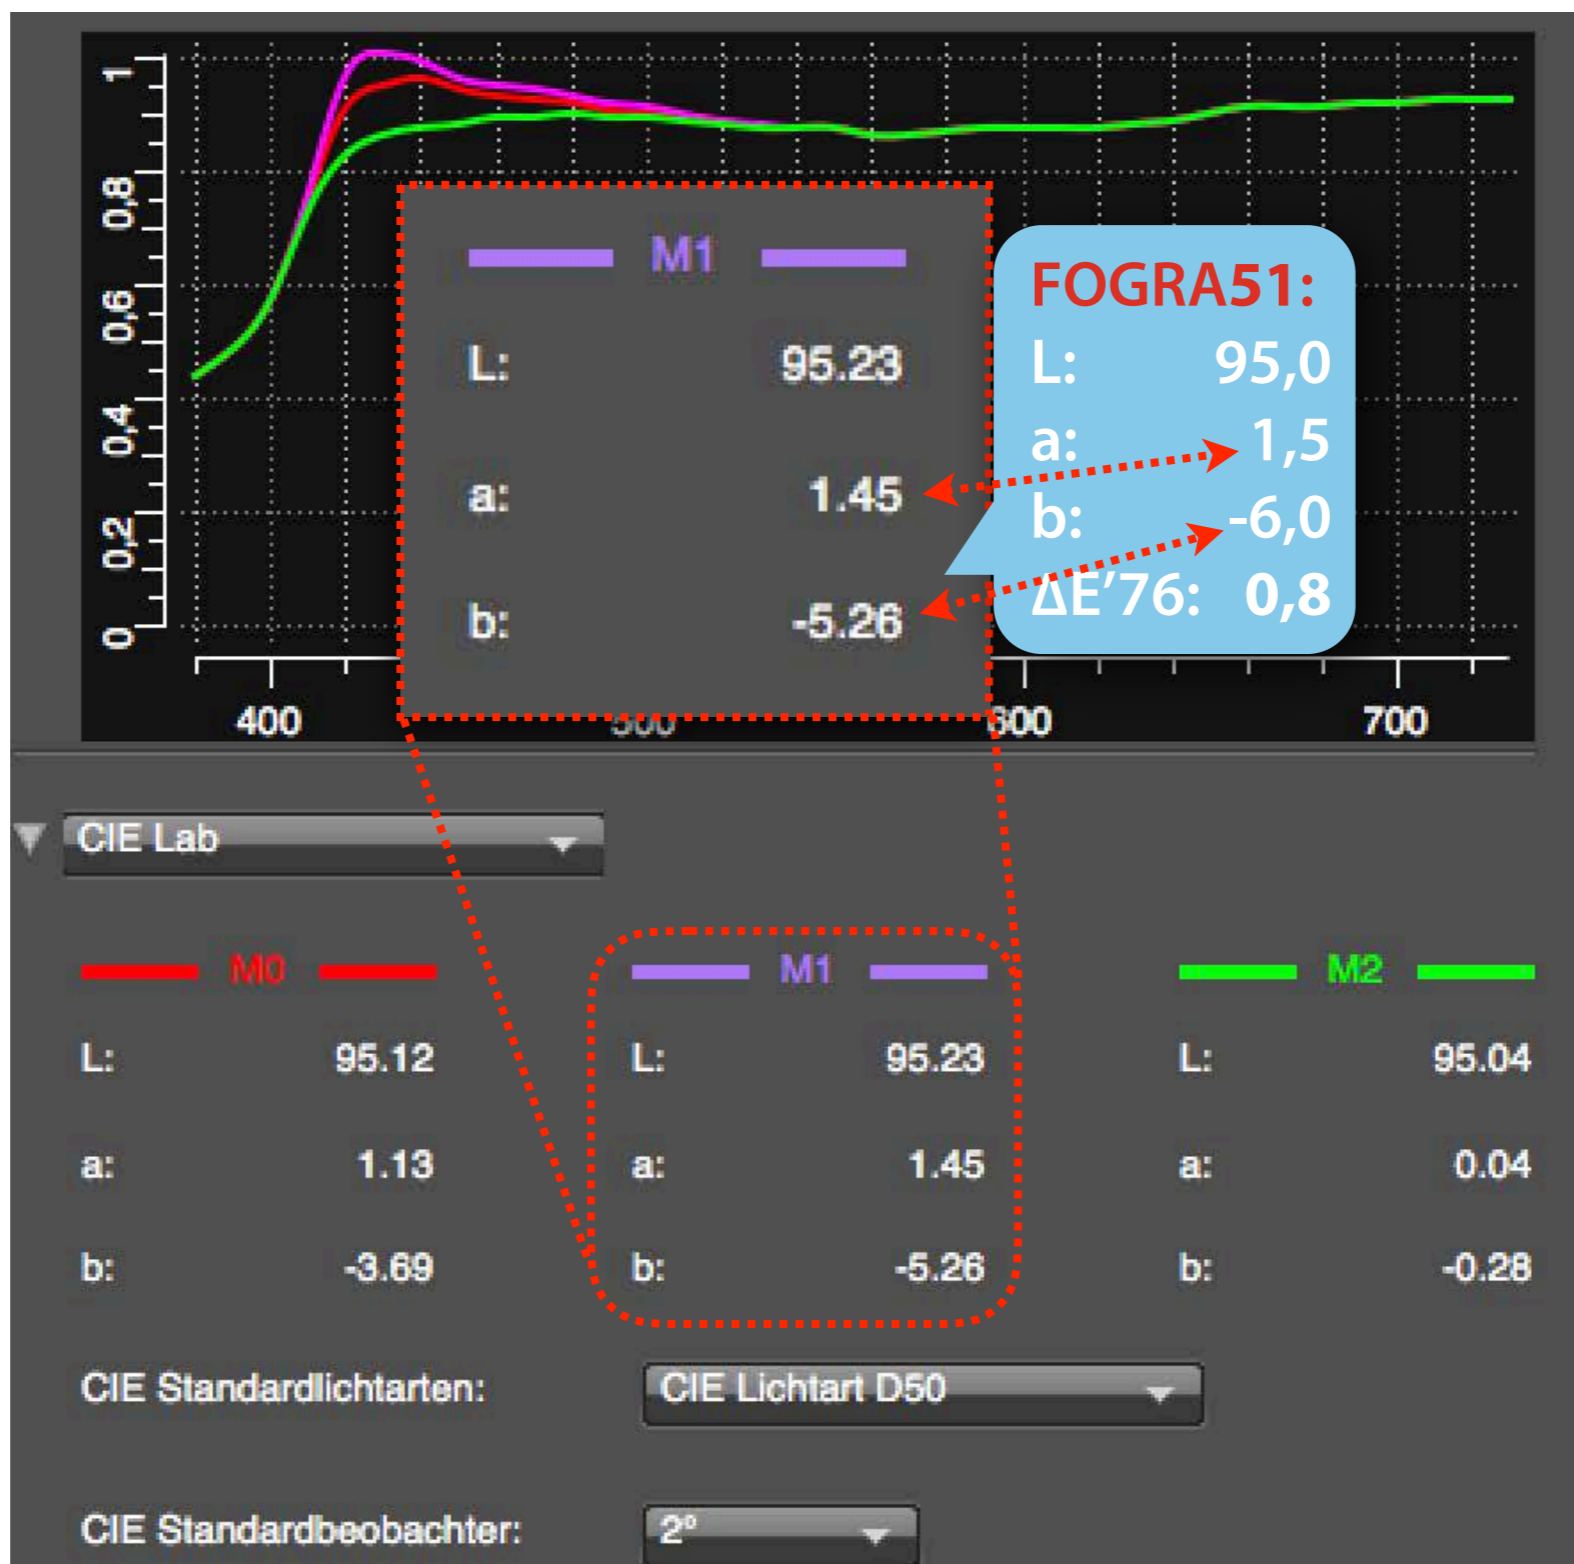 1
0,8
0,6
0,4
0,2
0
M1
L: 95.23
a: 1.45
b: -5.26
FOGRA51:
L: 95,0
a: 1,5
b: -6,0
ΔE’76: 0,8
400 500 600 700
CIE Lab
M0 M1 M2
L: 95.12 L: 95.23 L: 95.04
a: 1.13 a: 1.45 a: 0.04
b: -3.69 b: -5.26 b: -0.28
CIE Standardlichtarten: CIE Lichtart D50
CIE Standardbeobachter: 2°